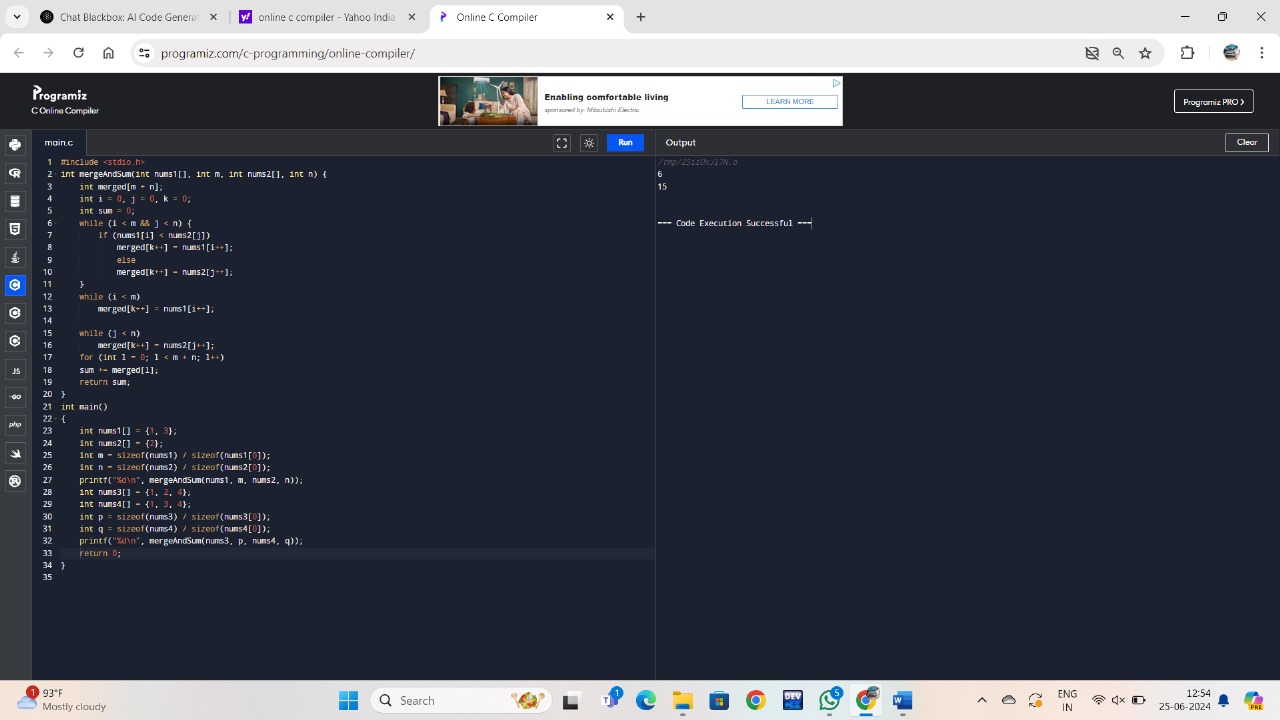 Chat Blackbox: AI Code Generat
online c compiler - Yahoo India
Online C Compiler
programiz.com/c-programming/online-compiler/
Programiz
C Online Compiler
Enabling comfortable living
sponsored by: Mitsubishi Electric
LEARN MORE
Programiz PRO >
main.c
Run
Output
Clear
1 #include <stdio.h>
2 int mergeAndSum(int nums1[], int m, int nums2[], int n) {
3 int merged[m + n];
4 int i = 0, j = 0, k = 0;
5 int sum = 0;
6 while (i < m && j < n) {
7 if (nums1[i] < nums2[j])
8 merged[k++] = nums1[i++];
9 else
10 merged[k++] = nums2[j++];
11 }
12 while (i < m)
13 merged[k++] = nums1[i++];
14
15 while (j < n)
16 merged[k++] = nums2[j++];
17 for (int l = 0; l < m + n; l++)
18 sum += merged[l];
19 return sum;
20 }
21 int main()
22 {
23 int nums1[] = {1, 3};
24 int nums2[] = {2};
25 int m = sizeof(nums1) / sizeof(nums1[0]);
26 int n = sizeof(nums2) / sizeof(nums2[0]);
27 printf("%d\n", mergeAndSum(nums1, m, nums2, n));
28 int nums3[] = {1, 2, 4};
29 int nums4[] = {1, 3, 4};
30 int p = sizeof(nums3) / sizeof(nums3[0]);
31 int q = sizeof(nums4) / sizeof(nums4[0]);
32 printf("%d\n", mergeAndSum(nums3, p, nums4, q));
33 return 0;
34 }
35
6
15
=== Code Execution Successful ===
JS
GO
php
1
93°F
Mostly cloudy
Search
1
DEV
5
ENG
IN
12:54
25-06-2024
PRE